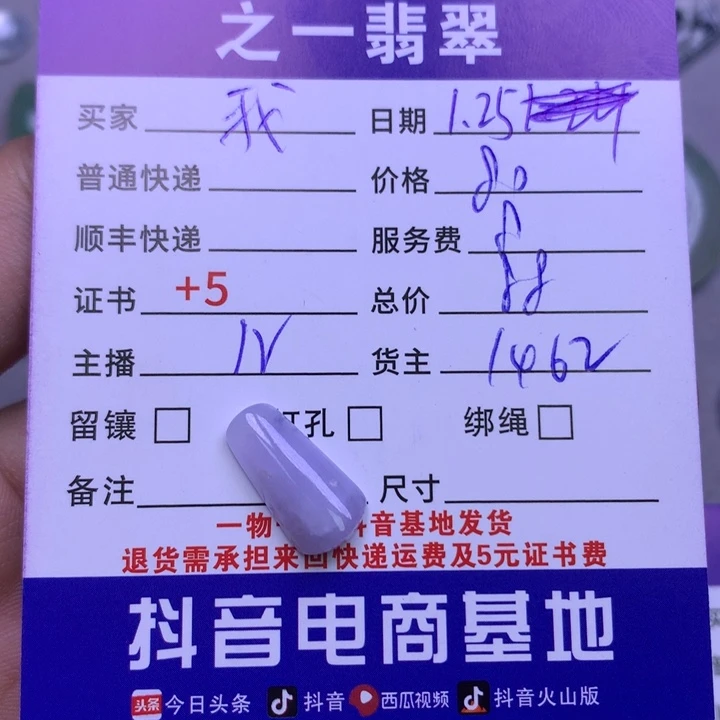 之一翡翠
买家 我 日期 1.25
普通快递 价格 80
顺丰快递 服务费 8
证书 +5 总价 88
主播 IV 货主 1462
留镶 打孔 绑绳
备注 尺寸
一物 抖音基地发货
退货需承担来回快递运费及5元证书费
抖音电商基地
头条 今日头条 抖音 西瓜视频 抖音火山版